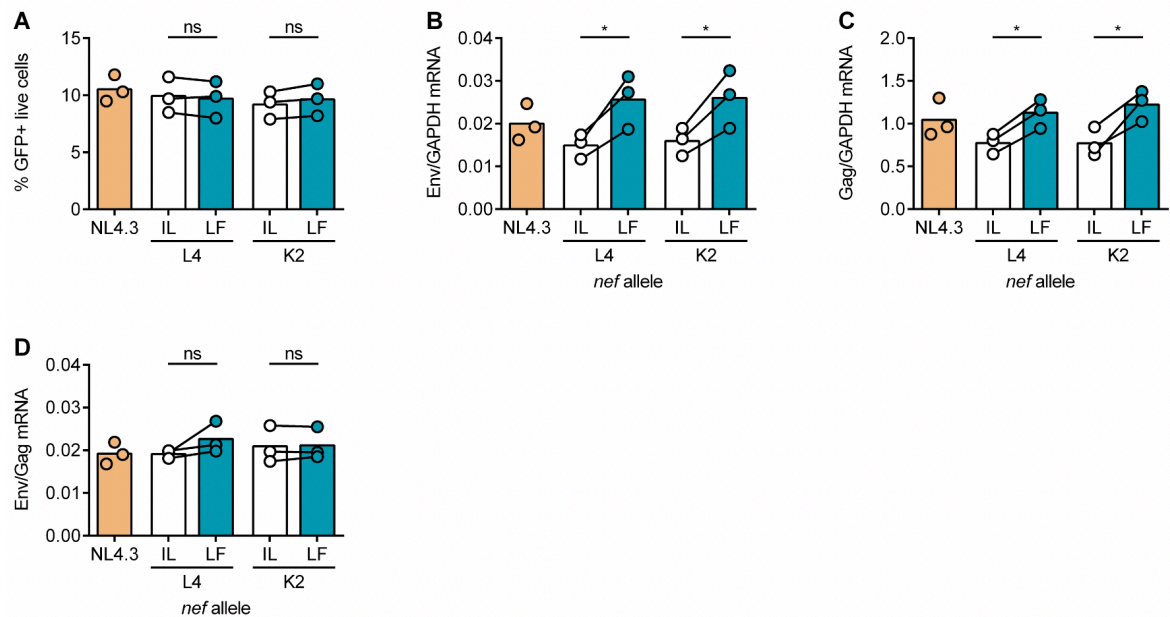 A
% GFP+ live cells
15
10
5
0
ns
ns
NL4.3
IL
LF
IL
LF
L4
K2
B
Env/GAPDH mRNA
0.04
0.03
0.02
0.01
0.00
*
*
NL4.3
IL
LF
IL
LF
L4
K2
nef allele
C
Gag/GAPDH mRNA
2.0
1.5
1.0
0.5
0.0
*
*
NL4.3
IL
LF
IL
LF
L4
K2
nef allele
D
Env/Gag mRNA
0.04
0.03
0.02
0.01
0.00
ns
ns
NL4.3
IL
LF
IL
LF
L4
K2
nef allele